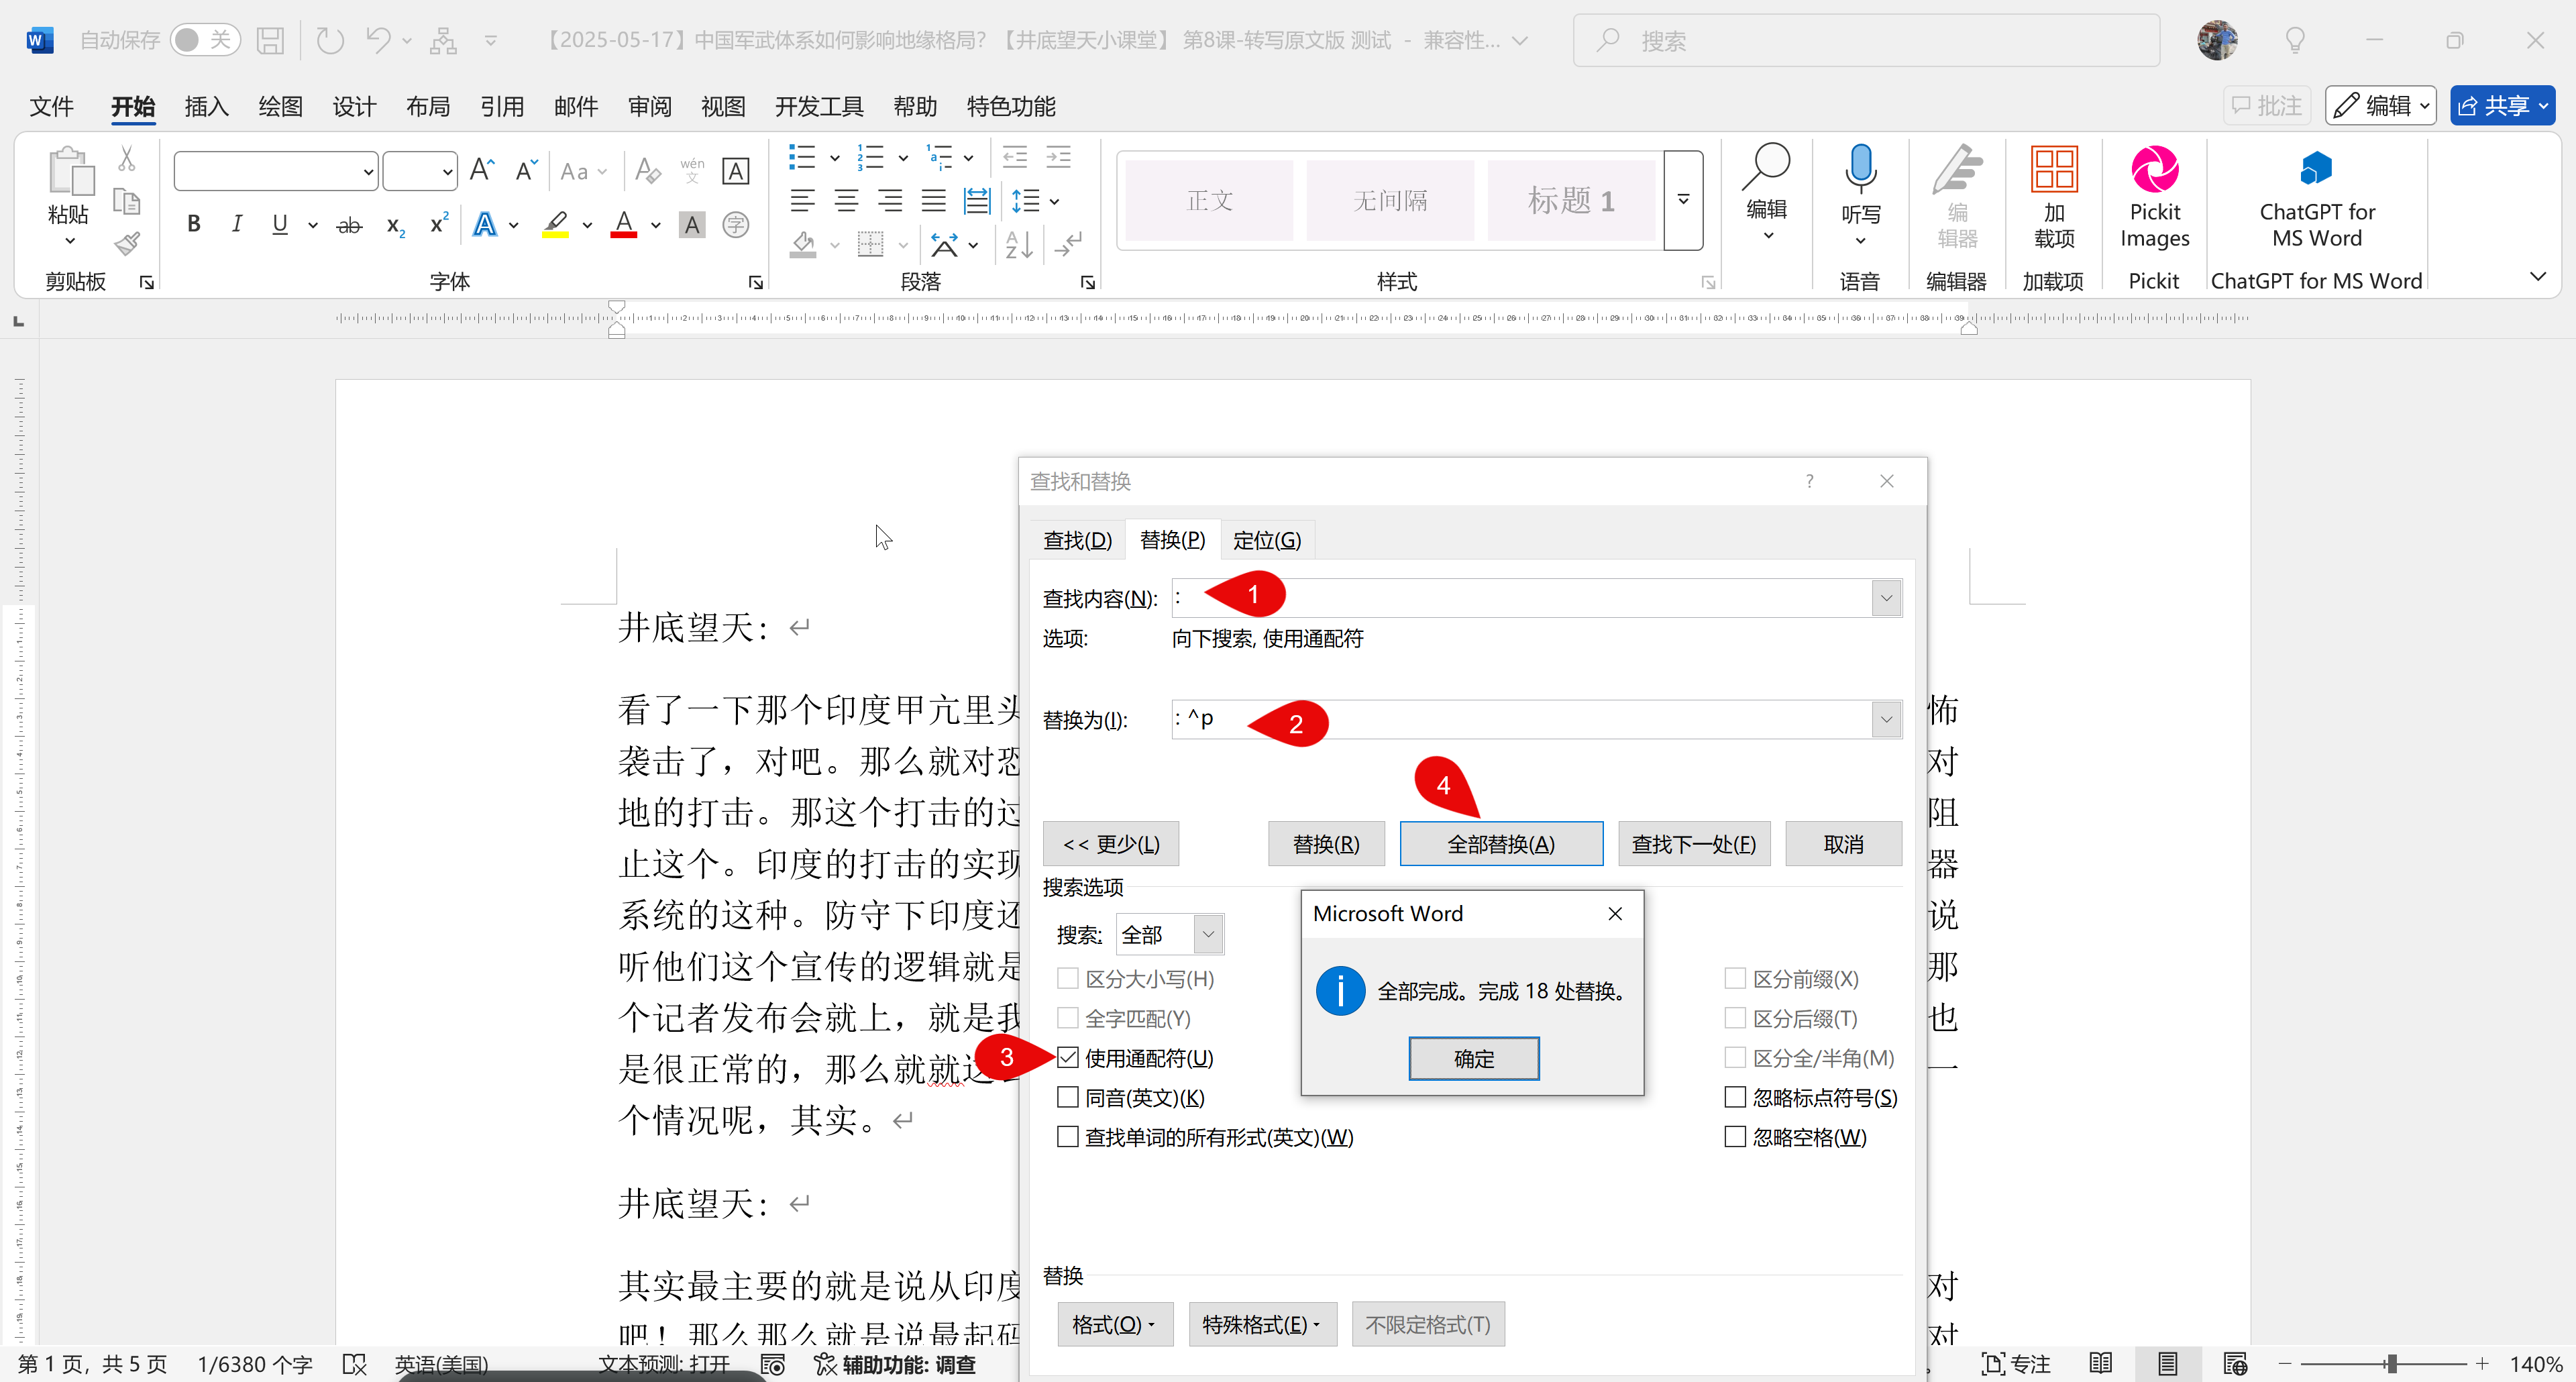 自动保存 关 【2025-05-17】中国军武体系如何影响地缘格局？【井底望天小课堂】 第8课-转写原文版 测试 - 兼容性... 搜索
文件 开始 插入 绘图 设计 布局 引用 邮件 审阅 视图 开发工具 帮助 特色功能 批注 编辑 共享
粘贴
剪贴板
字体
段落
正文 无间隔 标题 1
样式
编辑
听写
语音
编
辑器
编辑器
加
载项
加载项
Pickit
Images
Pickit
ChatGPT for
MS Word
ChatGPT for MS Word
井底望天：
看了一下那个印度甲亢里头
怖
袭击了，对吧。那么就对恐
对
地的打击。那这个打击的过
阻
止这个。印度的打击的实现
器
系统的这种。防守下印度还
说
听他们这个宣传的逻辑就是
那
个记者发布会就上，就是我
也
是很正常的，那么就就这么
一
个情况呢，其实。
井底望天：
其实最主要的就是说从印度
对
吧！那么那么就是说最起码
对
查找和替换 ?
查找(D) 替换(P) 定位(G)
查找内容(N): : 1
选项: 向下搜索, 使用通配符
替换为(I): : ^p 2
4
<< 更少(L) 替换(R) 全部替换(A) 查找下一处(F) 取消
搜索选项
搜索: 全部
区分大小写(H)
全字匹配(Y)
3 使用通配符(U)
同音(英文)(K)
查找单词的所有形式(英文)(W)
区分前缀(X)
区分后缀(T)
区分全/半角(M)
忽略标点符号(S)
忽略空格(W)
Microsoft Word
全部完成。完成 18 处替换。
确定
替换
格式(O) 特殊格式(E) 不限定格式(T)
第 1 页，共 5 页 1/6380 个字 英语(美国) 文本预测: 打开 辅助功能: 调查 专注 140%